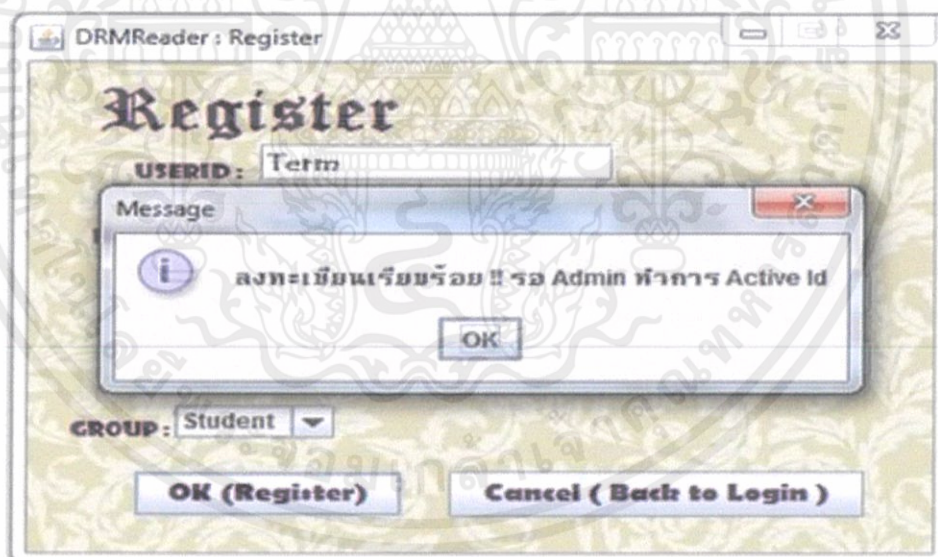 DRMReader : Register
Register
USERID : Term
Message
ลงทะเบียนเรียบร้อย !! รอ Admin ทำการ Active Id
OK
GROUP : Student
OK (Register)
Cancel ( Back to Login )